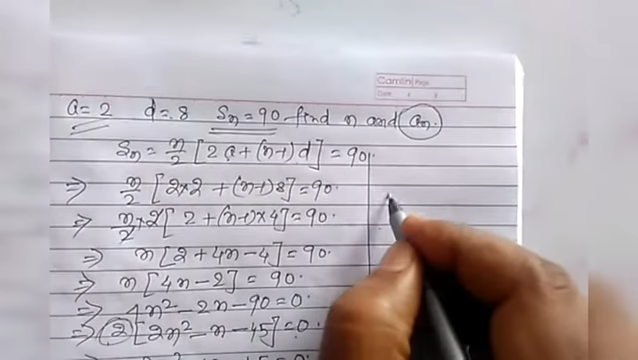 Camlin Page
Date
a = 2 d = 8 Sn = 90 find n and an.
Sn = n/2 [2a + (n-1) d] = 90.
⇒ n/2 [2×2 + (n-1) 8] = 90.
⇒ n/2 × 2 [2 + (n-1) × 4] = 90.
⇒ n [2 + 4n - 4] = 90.
⇒ n [4n - 2] = 90.
⇒ 4n² - 2n - 90 = 0.
⇒ 2 [2n² - n - 45] = 0.